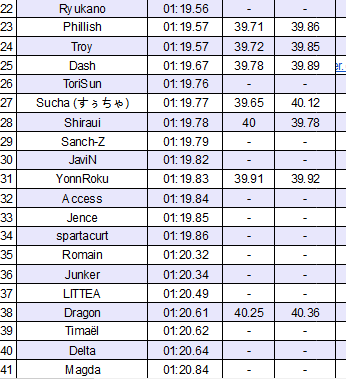 22 Ryukano 01:19.56 - -
23 Phillish 01:19.57 39.71 39.86
24 Troy 01:19.57 39.72 39.85
25 Dash 01:19.67 39.78 39.89 er.
26 ToriSun 01:19.76 - -
27 Sucha (すぅちゃ) 01:19.77 39.65 40.12
28 Shiraui 01:19.78 40 39.78
29 Sanch-Z 01:19.79 - -
30 JaviN 01:19.82 - -
31 YonnRoku 01:19.83 39.91 39.92
32 Access 01:19.84 - -
33 Jence 01:19.85 - -
34 spartacurt 01:19.86 - -
35 Romain 01:20.32 - -
36 Junker 01:20.34 - -
37 LITTEA 01:20.49 - -
38 Dragon 01:20.61 40.25 40.36
39 Timaël 01:20.62 - -
40 Delta 01:20.64 - -
41 Magda 01:20.84 - -